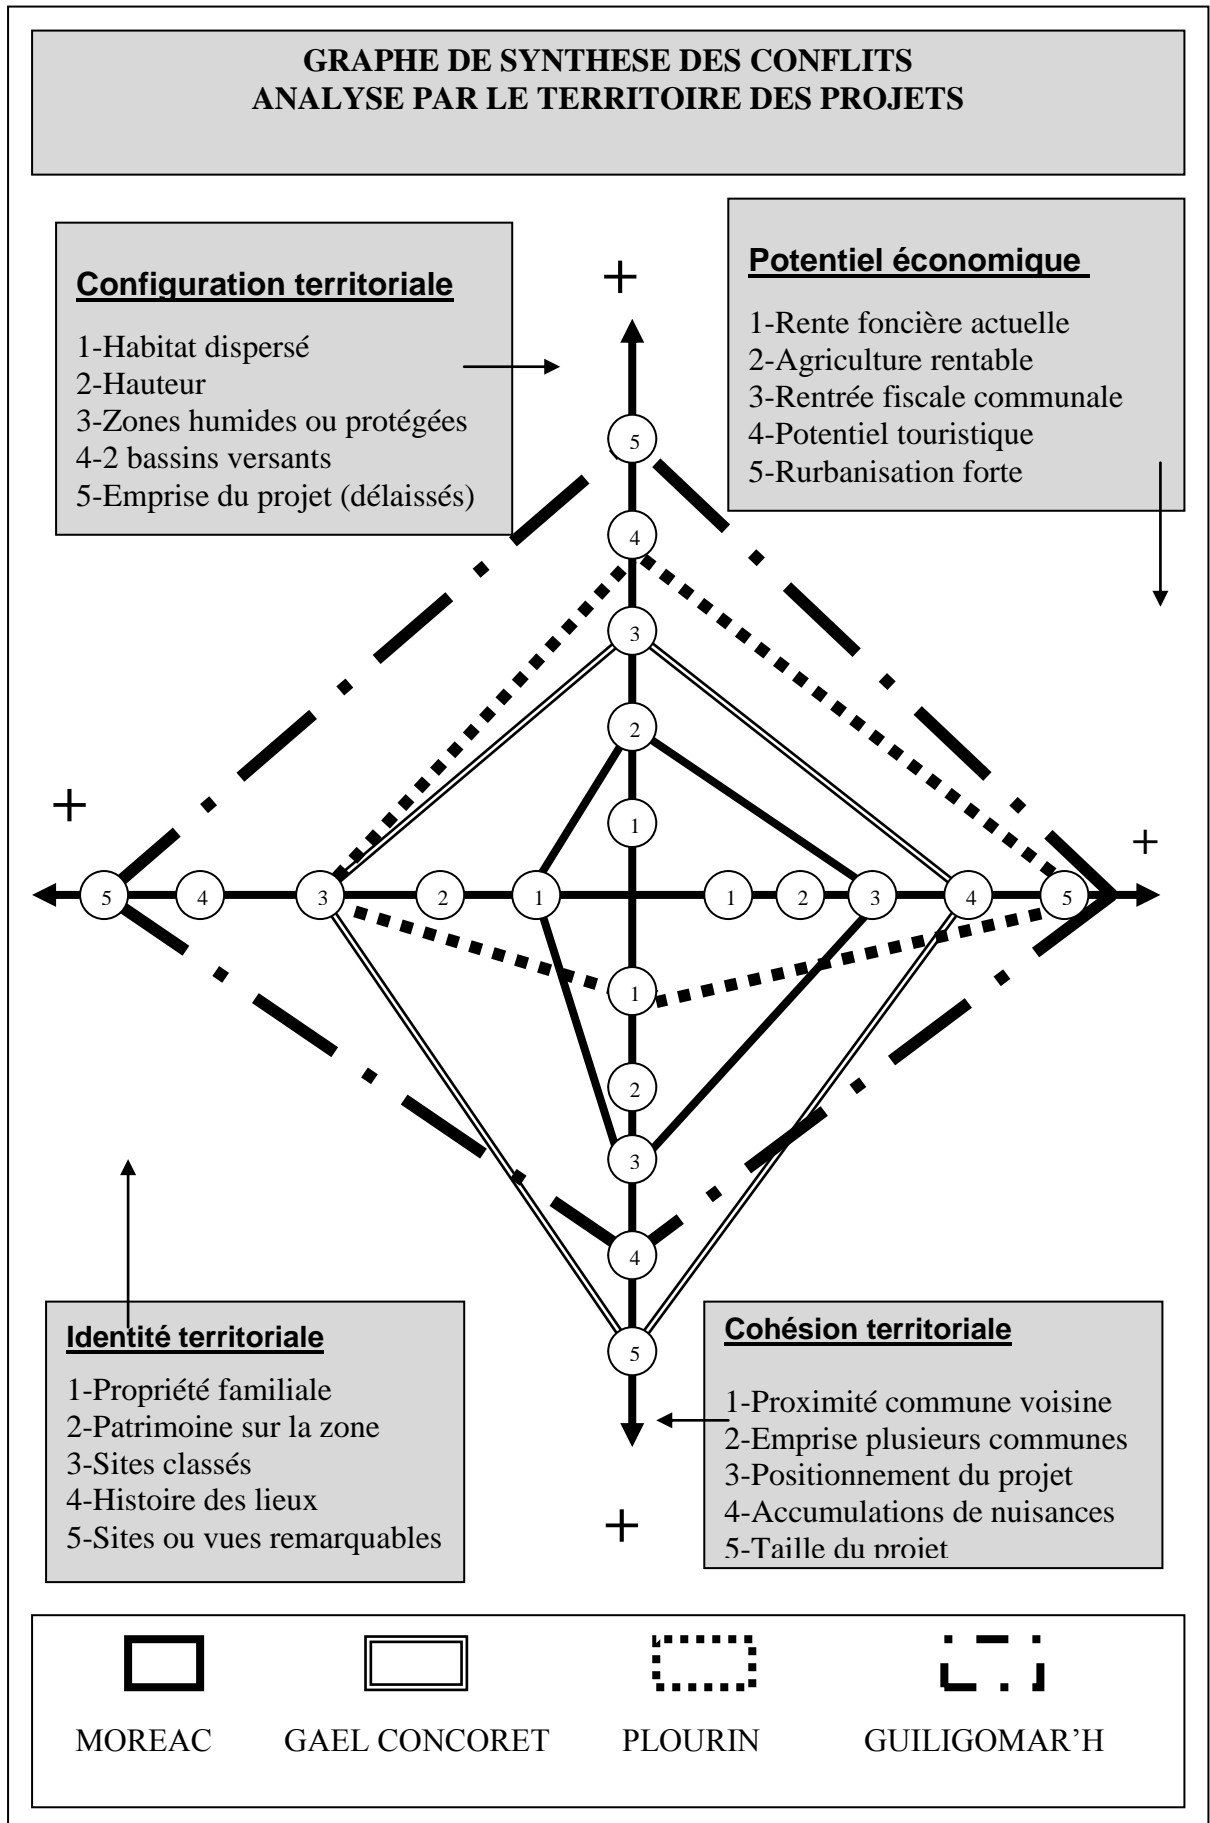 GRAPHE DE SYNTHESE DES CONFLITS
ANALYSE PAR LE TERRITOIRE DES PROJETS
Configuration territoriale
1-Habitat dispersé
2-Hauteur
3-Zones humides ou protégées
4-2 bassins versants
5-Emprise du projet (délaissés)
+
Potentiel économique
1-Rente foncière actuelle
2-Agriculture rentable
3-Rentrée fiscale communale
4-Potentiel touristique
5-Rurbanisation forte
5
4
3
2
1
+
+
5 4 3 2 1 1 2 3 4 5
1
2
3
4
5
Identité territoriale
1-Propriété familiale
2-Patrimoine sur la zone
3-Sites classés
4-Histoire des lieux
5-Sites ou vues remarquables
+
Cohésion territoriale
1-Proximité commune voisine
2-Emprise plusieurs communes
3-Positionnement du projet
4-Accumulations de nuisances
5-Taille du projet
MOREAC GAEL CONCORET PLOURIN GUILIGOMAR’H